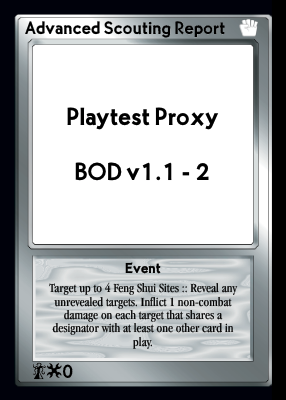 Advanced Scouting Report
Playtest Proxy
BOD v1.1 - 2
Event
Target up to 4 Feng Shui Sites :: Reveal any
unrevealed targets. Inflict 1 non-combat
damage on each target that shares a
designator with at least one other card in
play.
0